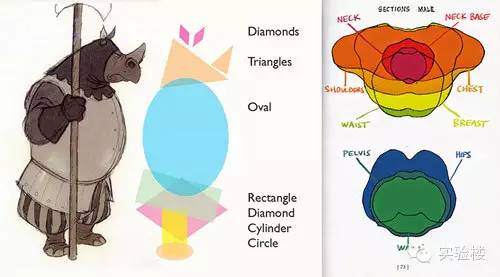 Diamonds
Triangles
Oval
Rectangle
Diamond
Cylinder
Circle
SECTIONS MALE
NECK
NECK BASE
SHOULDERS
CHEST
WAIST
BREAST
PELVIS
HIPS
实验楼